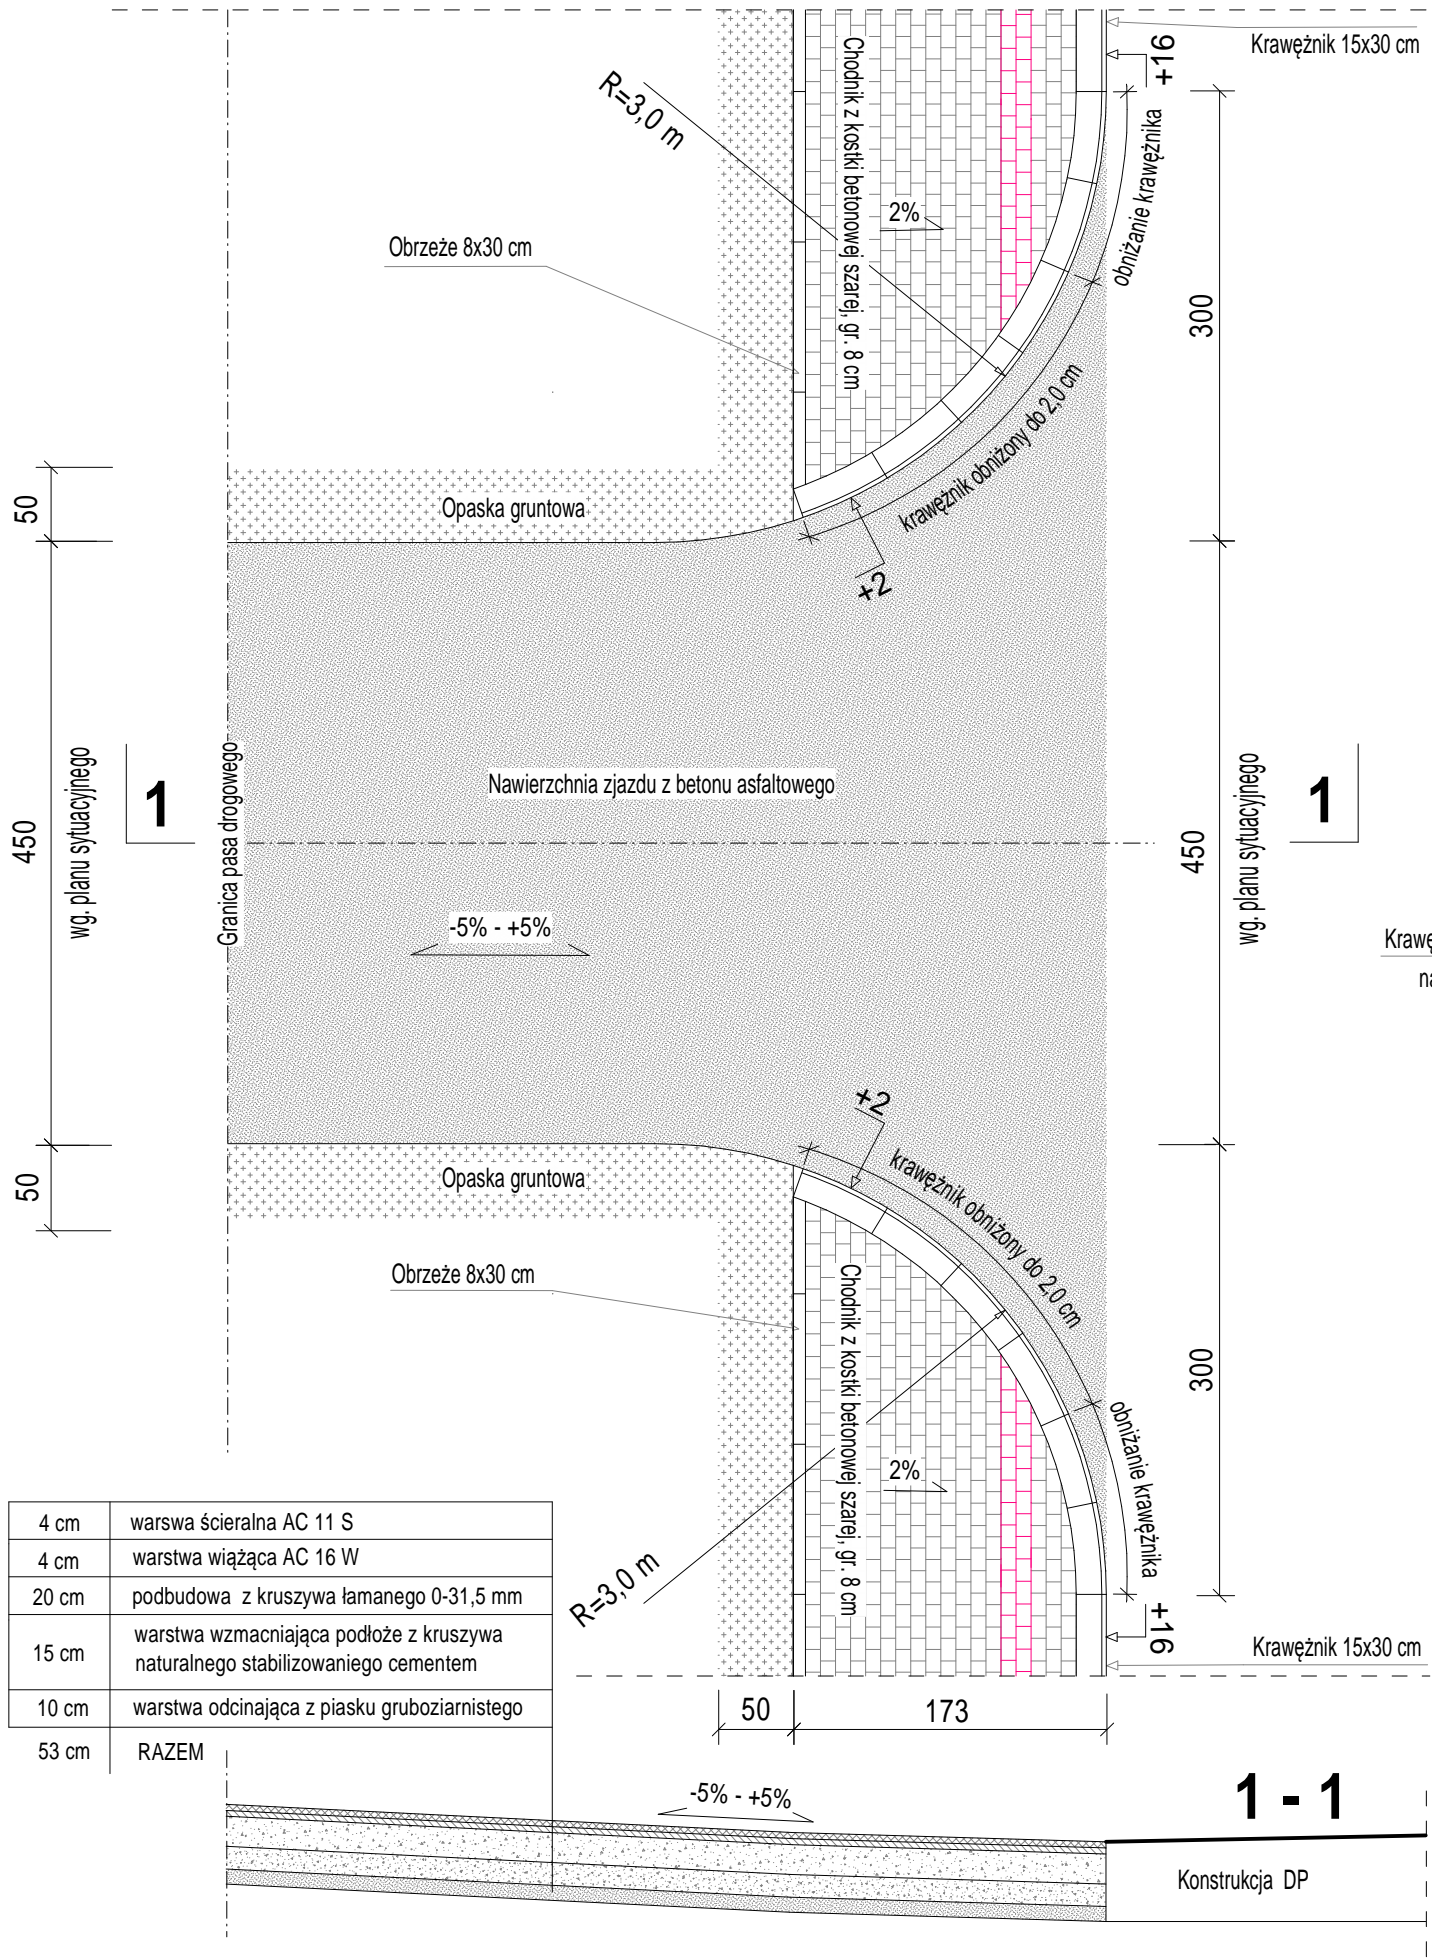 Krawężnik 15x30 cm
+16
Chodnik z kostki betonowej szarej, gr. 8 cm
R=3,0 m
obniżanie krawężnika
2%
Obrzeże 8x30 cm
300
krawężnik obniżony do 2,0 cm
50
Opaska gruntowa
+2
Nawierzchnia zjazdu z betonu asfaltowego
1
1
450
wg. planu sytuacyjnego
Granica pasa drogowego
450
wg. planu sytuacyjnego
-5% - +5%
Krawę
na
+2
50
Opaska gruntowa
krawężnik obniżony do 2,0 cm
Obrzeże 8x30 cm
Chodnik z kostki betonowej szarej, gr. 8 cm
300
obniżanie krawężnika
2%
R=3,0 m
+16
Krawężnik 15x30 cm
4 cm warswa ścieralna AC 11 S
4 cm warstwa wiążąca AC 16 W
20 cm podbudowa z kruszywa łamanego 0-31,5 mm
15 cm warstwa wzmacniająca podłoże z kruszywa
naturalnego stabilizowaniego cementem
10 cm warstwa odcinająca z piasku gruboziarnistego
53 cm RAZEM
50
173
-5% - +5%
1 - 1
Konstrukcja DP